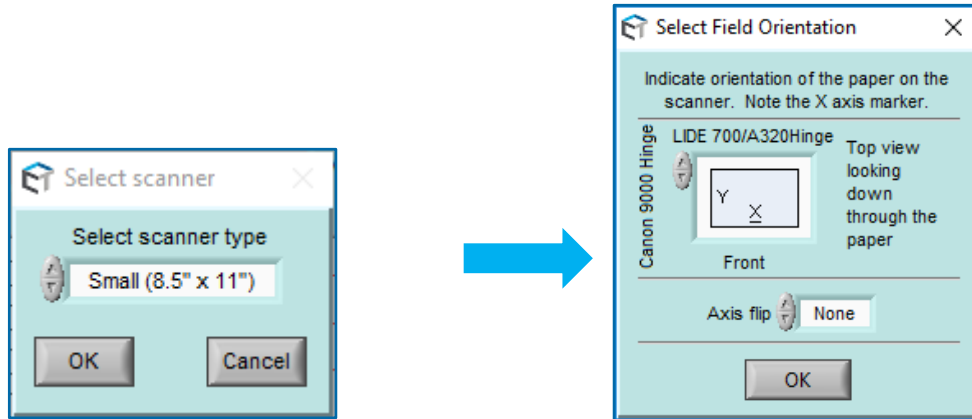 Select scanner
Select scanner type
Small (8.5" x 11")
OK
Cancel
Select Field Orientation
Indicate orientation of the paper on the
scanner. Note the X axis marker.
Canon 9000 Hinge
LIDE 700/A320Hinge
Y
X
Front
Top view
looking
down
through the
paper
Axis flip
None
OK